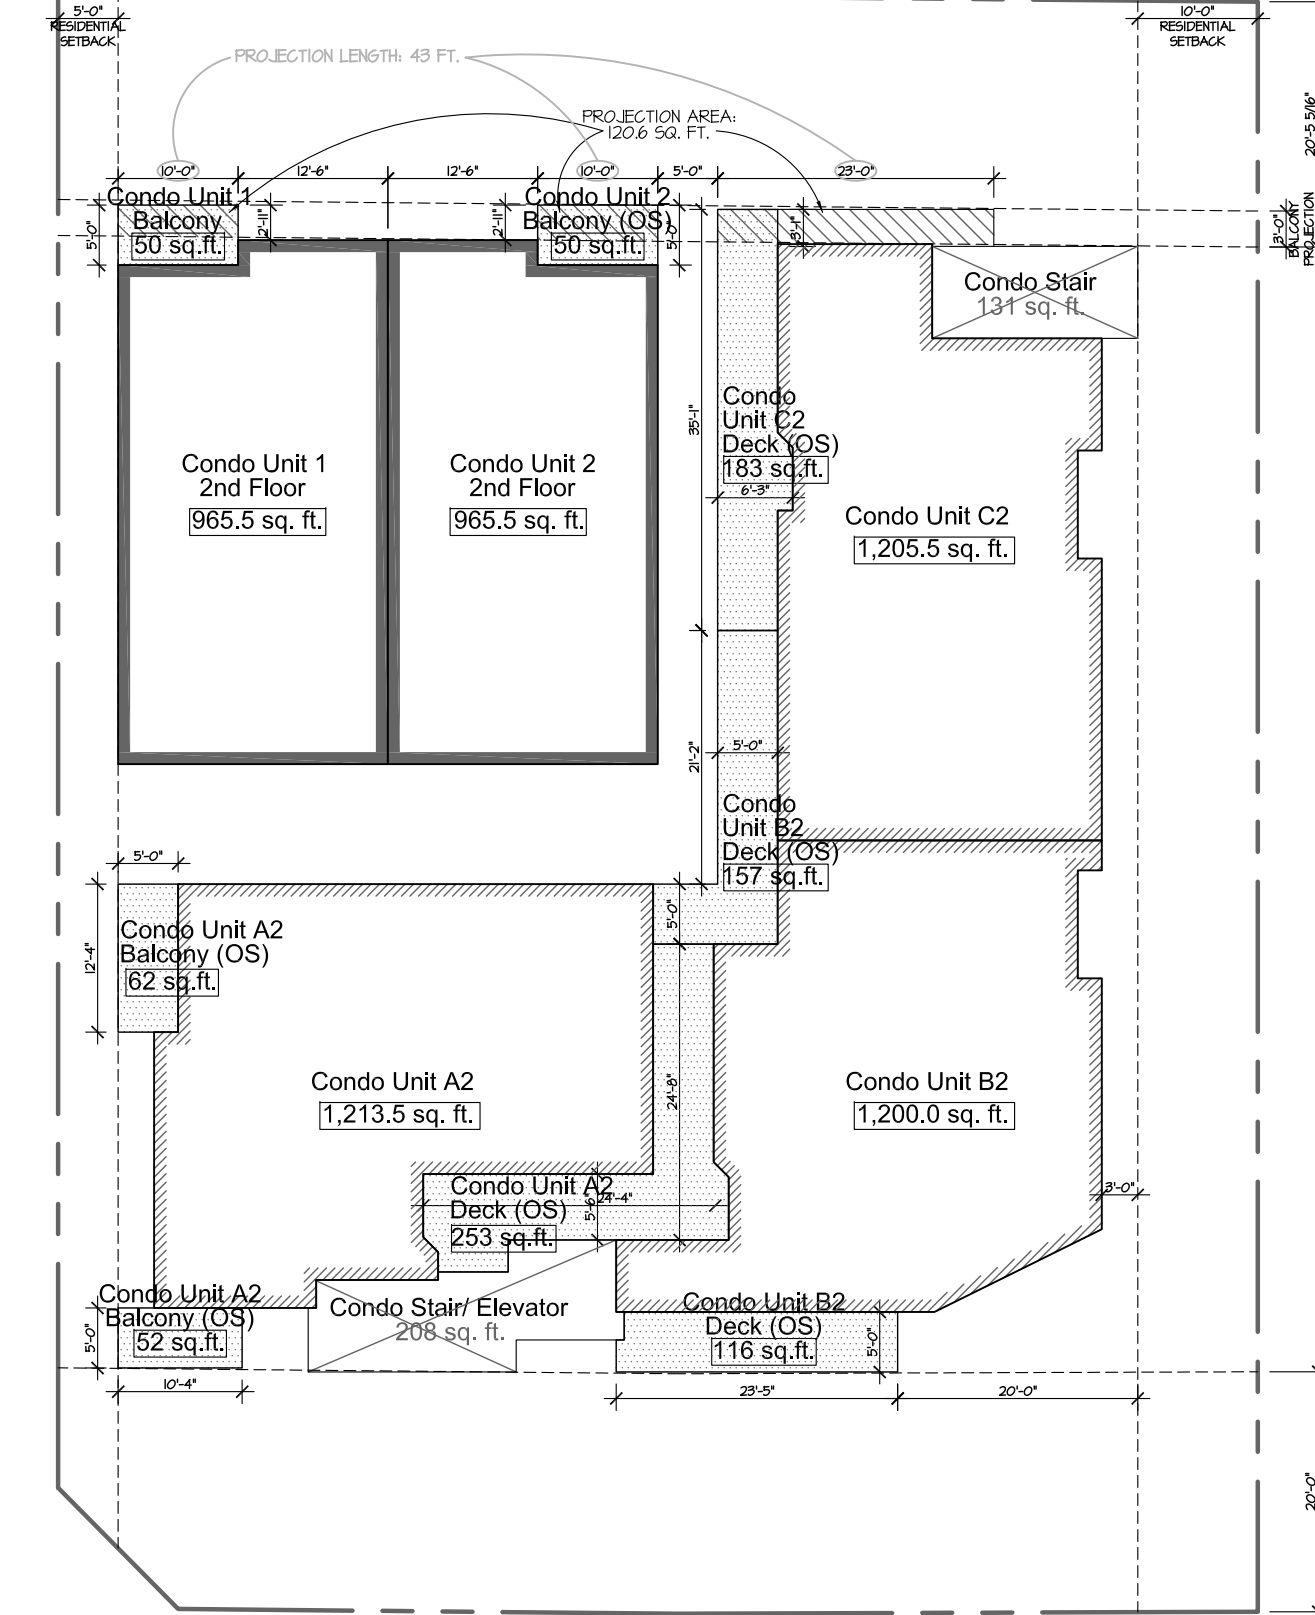 5'-0"
RESIDENTIAL
SETBACK
10'-0"
RESIDENTIAL
SETBACK
PROJECTION LENGTH: 43 FT.
PROJECTION AREA:
120.6 SQ. FT.
20'-5 5/16"
10'-0"
12'-6"
12'-6"
10'-0"
5'-0"
23'-0"
Condo Unit 1
Balcony
50 sq.ft.
5'-0"
2'-11"
2'-11"
Condo Unit 2
Balcony (OS)
50 sq.ft.
5'-0"
3'-1"
3'-0"
BALCONY
PROJECTION
Condo Stair
131 sq. ft.
35'-1"
Condo
Unit C2
Deck (OS)
183 sq.ft.
6'-3"
Condo Unit 1
2nd Floor
965.5 sq. ft.
Condo Unit 2
2nd Floor
965.5 sq. ft.
Condo Unit C2
1,205.5 sq. ft.
21'-2"
5'-0"
Condo
Unit B2
Deck (OS)
157 sq.ft.
5'-0"
12'-4"
Condo Unit A2
Balcony (OS)
62 sq.ft.
5'-0"
Condo Unit A2
1,213.5 sq. ft.
24'-8"
Condo Unit B2
1,200.0 sq. ft.
Condo Unit A2
Deck (OS)
253 sq.ft.
5'-6"
24'-4"
3'-0"
Condo Unit A2
Balcony (OS)
52 sq.ft.
5'-0"
10'-4"
Condo Stair/ Elevator
208 sq. ft.
Condo Unit B2
Deck (OS)
116 sq.ft.
5'-0"
23'-5"
20'-0"
20'-0"